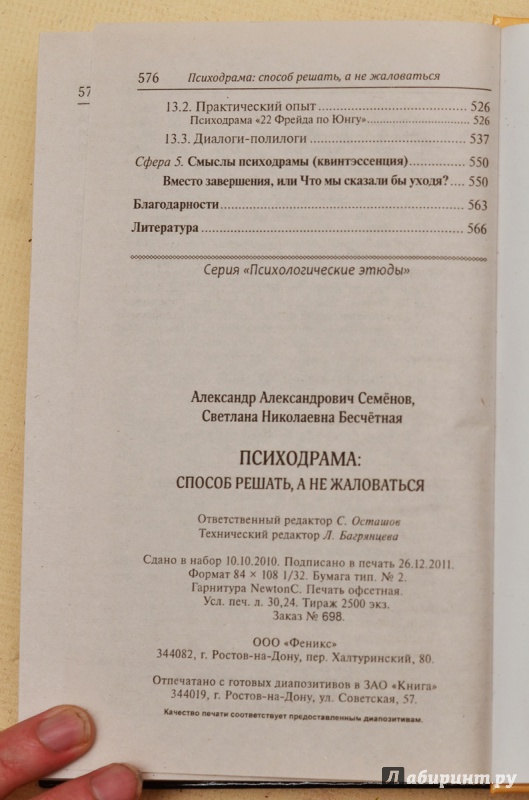 57
576 Психодрама: способ решать, а не жаловаться
13.2. Практический опыт 526
Психодрама «22 Фрейда по Юнгу» 526
13.3. Диалоги-полилоги 537
Сфера 5. Смыслы психодрамы (квинтэссенция) 550
Вместо завершения, или Что мы сказали бы уходя? 550
Благодарности 563
Литература 566
Серия «Психологические этюды»
Александр Александрович Семёнов,
Светлана Николаевна Бесчётная
ПСИХОДРАМА:
СПОСОБ РЕШАТЬ, А НЕ ЖАЛОВАТЬСЯ
Ответственный редактор С. Осташов
Технический редактор Л. Багрянцева
Сдано в набор 10.10.2010. Подписано в печать 26.12.2011.
Формат 84 × 108 1/32. Бумага тип. № 2.
Гарнитура NewtonC. Печать офсетная.
Усл. печ. л. 30,24. Тираж 2500 экз.
Заказ № 698.
ООО «Феникс»
344082, г. Ростов-на-Дону, пер. Халтуринский, 80.
Отпечатано с готовых диапозитивов в ЗАО «Книга»
344019, г. Ростов-на-Дону, ул. Советская, 57.
Качество печати соответствует предоставленным диапозитивам.
Лабиринт.ру